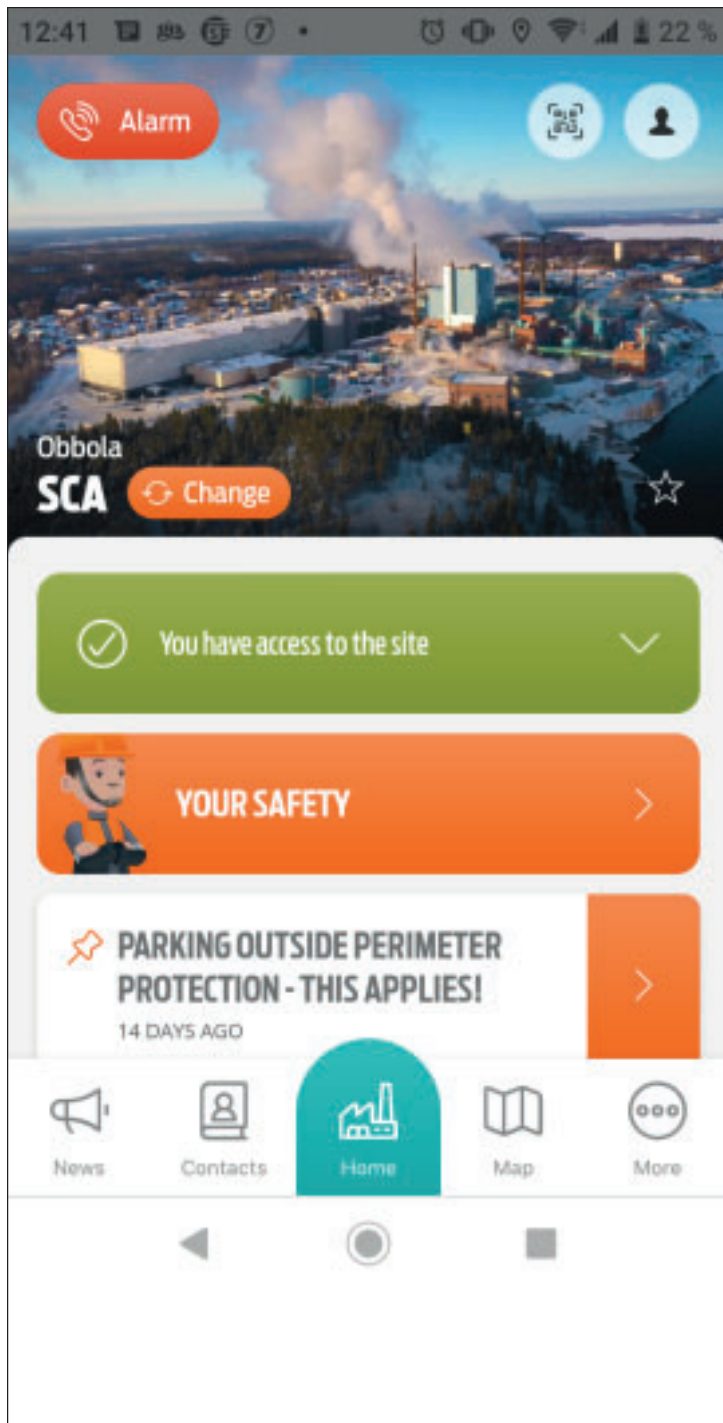 12:41
22 %
Alarm
Obbola
SCA
Change
You have access to the site
YOUR SAFETY
PARKING OUTSIDE PERIMETER
PROTECTION - THIS APPLIES!
14 DAYS AGO
News
Contacts
Home
Map
More